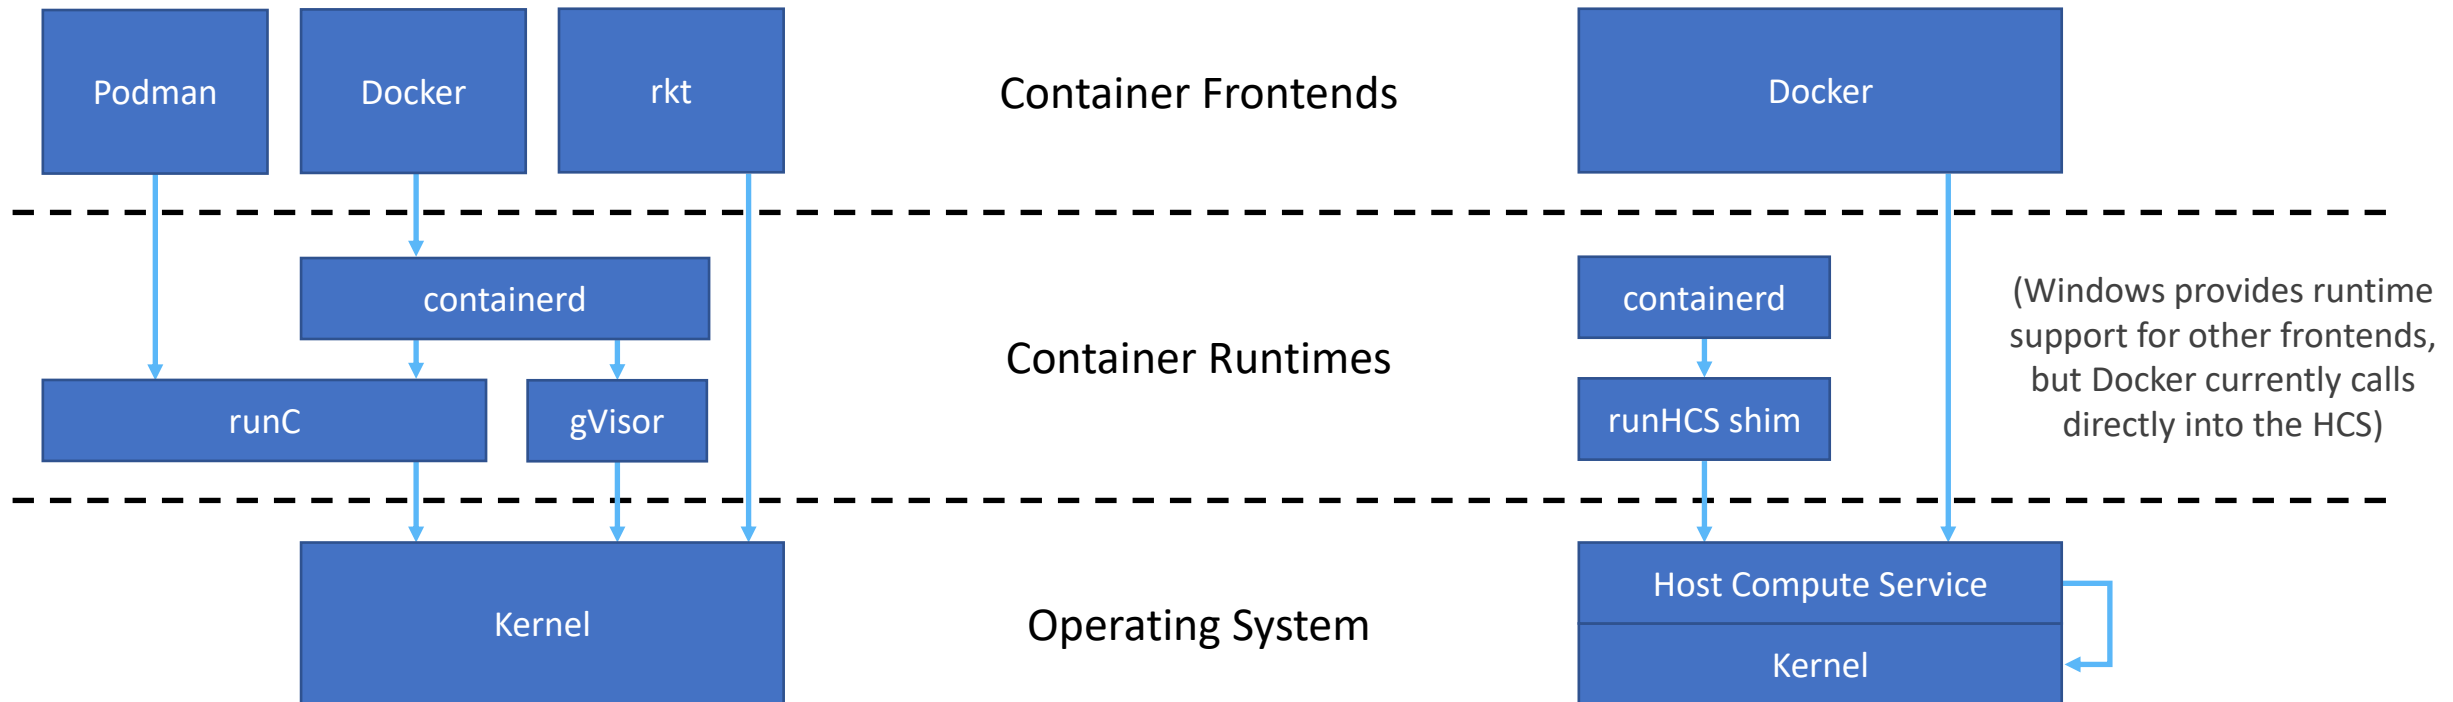 Podman
Docker
rkt
Container Frontends
Docker
containerd
runC
gVisor
Container Runtimes
containerd
runHCS shim
(Windows provides runtime
support for other frontends,
but Docker currently calls
directly into the HCS)
Kernel
Operating System
Host Compute Service
Kernel